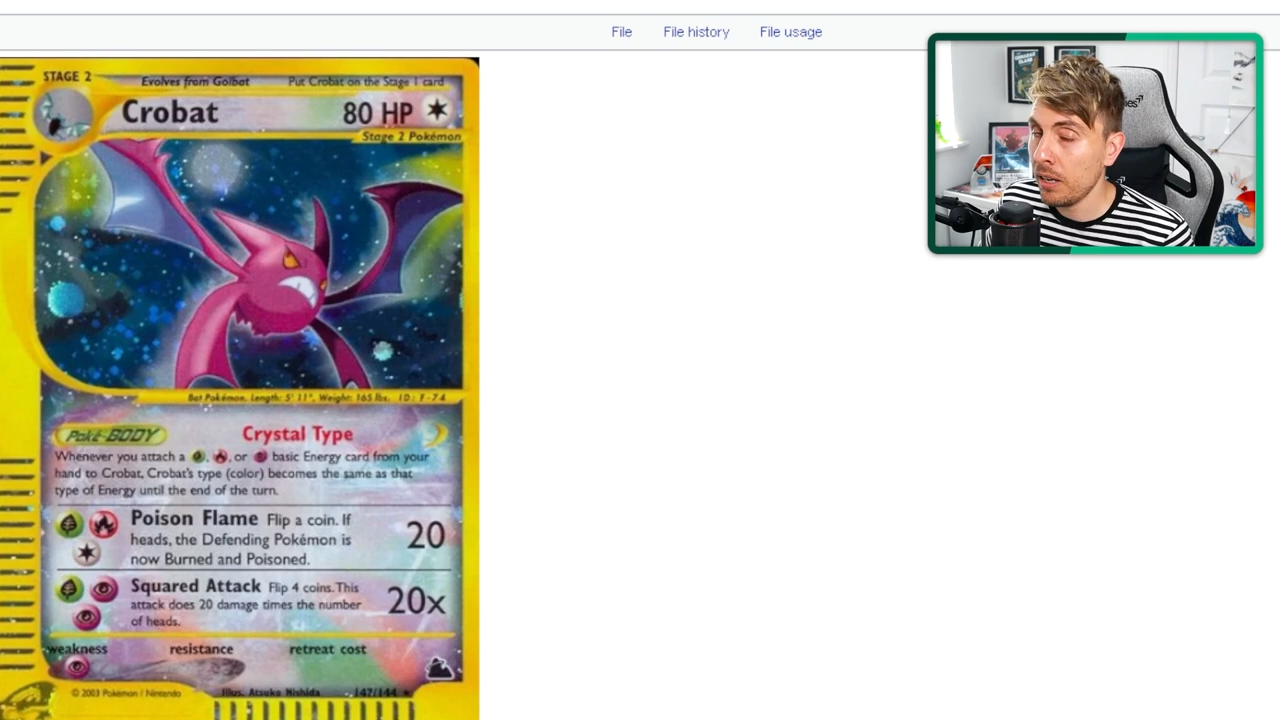 File File history File usage
STAGE 2 Evolves from Golbat Put Crobat on the Stage 1 card
Crobat 80 HP
Stage 2 Pokémon
Bat Pokémon. Length: 5' 11", Weight: 165 lbs. ID: F-74
Poké-BODY Crystal Type
Whenever you attach a , , or basic Energy card from your
hand to Crobat, Crobat's type (color) becomes the same as that
type of Energy until the end of the turn.
Poison Flame Flip a coin. If
heads, the Defending Pokémon is 20
now Burned and Poisoned.
Squared Attack Flip 4 coins. This
attack does 20 damage times the number 20x
of heads.
weakness resistance retreat cost
© 2003 Pokémon / Nintendo Illus. Atsuko Nishida 147/144